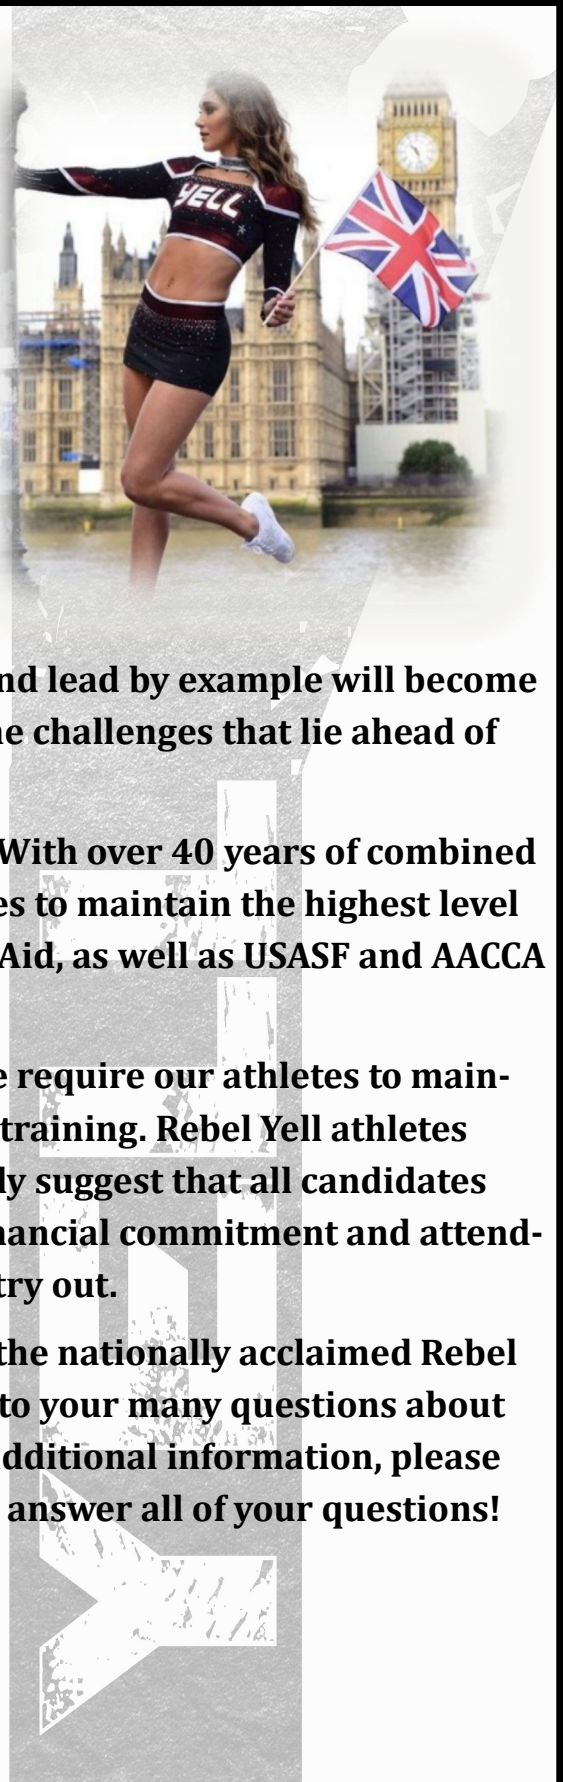 YELL
nd lead by example will become
e challenges that lie ahead of
With over 40 years of combined
es to maintain the highest level
Aid, as well as USASF and AACCA
e require our athletes to main-
training. Rebel Yell athletes
ly suggest that all candidates
nancial commitment and attend-
try out.
the nationally acclaimed Rebel
to your many questions about
dditional information, please
answer all of your questions!
YELL